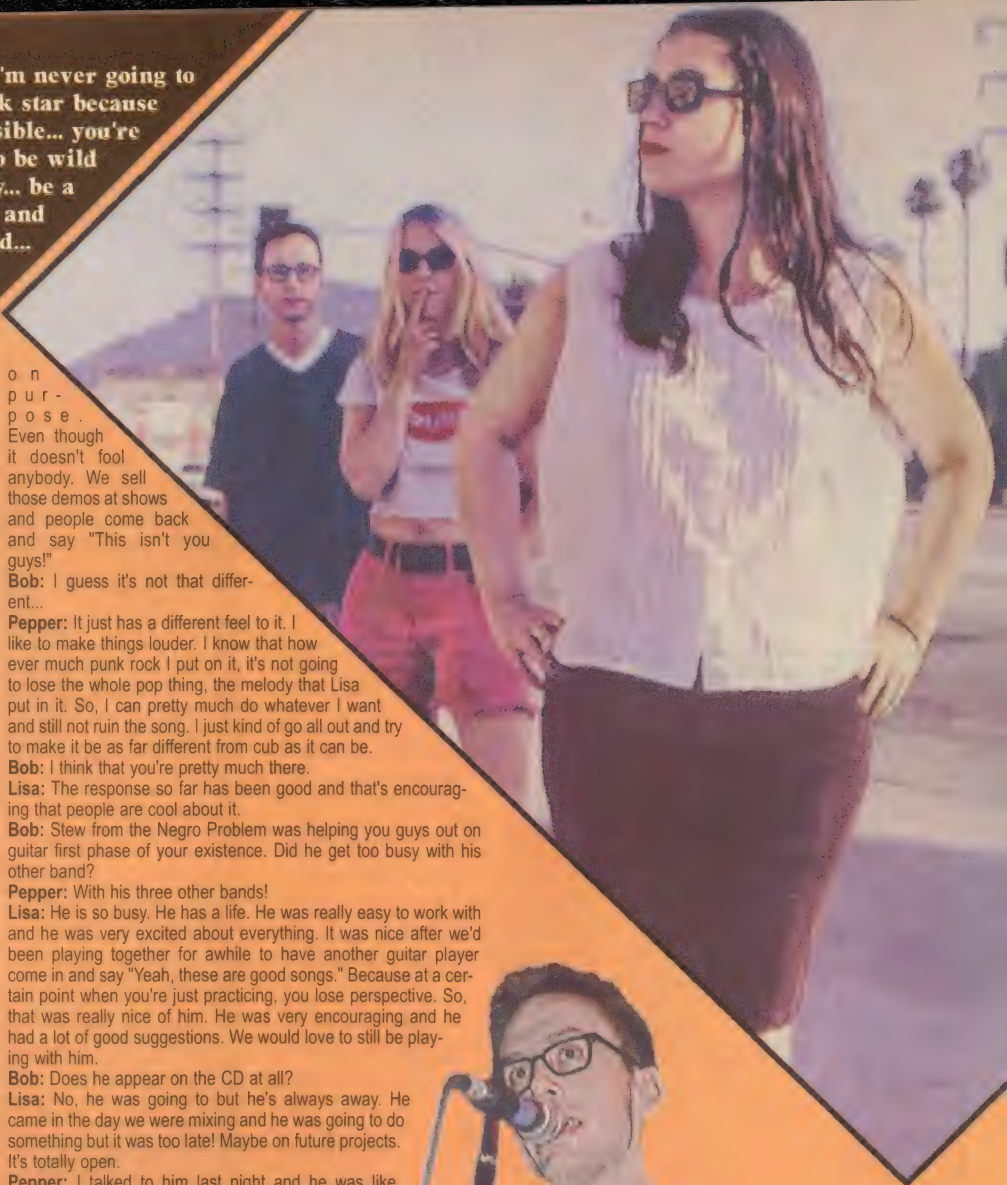 'm never going to
k star because
sible... you're
o be wild
y... be a
and
d...
o n
p u r -
p o s e .
Even though
it doesn't fool
anybody. We sell
those demos at shows
and people come back
and say "This isn't you
guys!"
Bob: I guess it's not that differ-
ent...
Pepper: It just has a different feel to it. I
like to make things louder. I know that how
ever much punk rock I put on it, it's not going
to lose the whole pop thing, the melody that Lisa
put in it. So, I can pretty much do whatever I want
and still not ruin the song. I just kind of go all out and try
to make it be as far different from cub as it can be.
Bob: I think that you're pretty much there.
Lisa: The response so far has been good and that's encourag-
ing that people are cool about it.
Bob: Stew from the Negro Problem was helping you guys out on
guitar first phase of your existence. Did he get too busy with his
other band?
Pepper: With his three other bands!
Lisa: He is so busy. He has a life. He was really easy to work with
and he was very excited about everything. It was nice after we'd
been playing together for awhile to have another guitar player
come in and say "Yeah, these are good songs." Because at a cer-
tain point when you're just practicing, you lose perspective. So,
that was really nice of him. He was very encouraging and he
had a lot of good suggestions. We would love to still be play-
ing with him.
Bob: Does he appear on the CD at all?
Lisa: No, he was going to but he's always away. He
came in the day we were mixing and he was going to do
something but it was too late! Maybe on future projects.
It's totally open.
Pepper: I talked to him last night and he was like